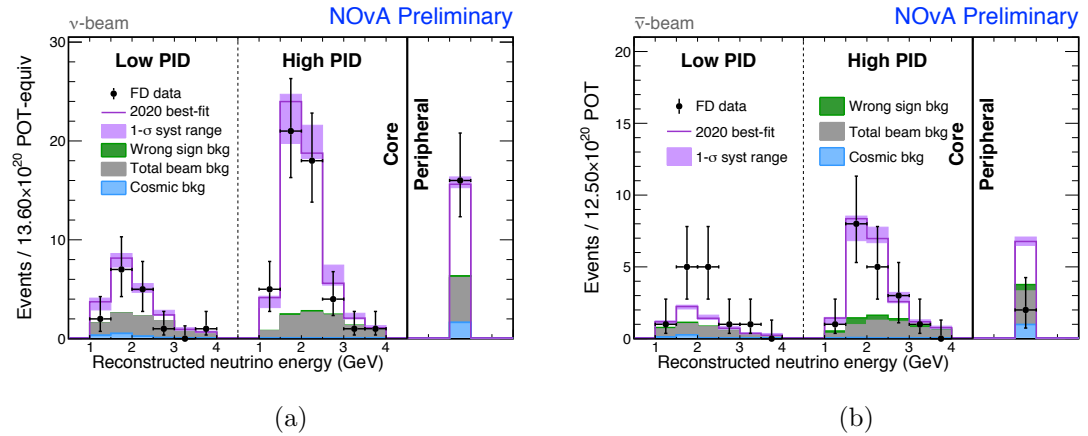 ν-beam NOvA Preliminary
Low PID High PID
FD data
2020 best-fit
1-σ syst range
Wrong sign bkg
Total beam bkg
Cosmic bkg
Core
Peripheral
Events / 13.60×10²⁰ POT-equiv
0 10 20 30
1 2 3 4 1 2 3 4
Reconstructed neutrino energy (GeV)
(a)
ν̄-beam NOvA Preliminary
Low PID High PID
FD data
2020 best-fit
1-σ syst range
Wrong sign bkg
Total beam bkg
Cosmic bkg
Core
Peripheral
Events / 12.50×10²⁰ POT
0 5 10 15 20
1 2 3 4 1 2 3 4
Reconstructed neutrino energy (GeV)
(b)